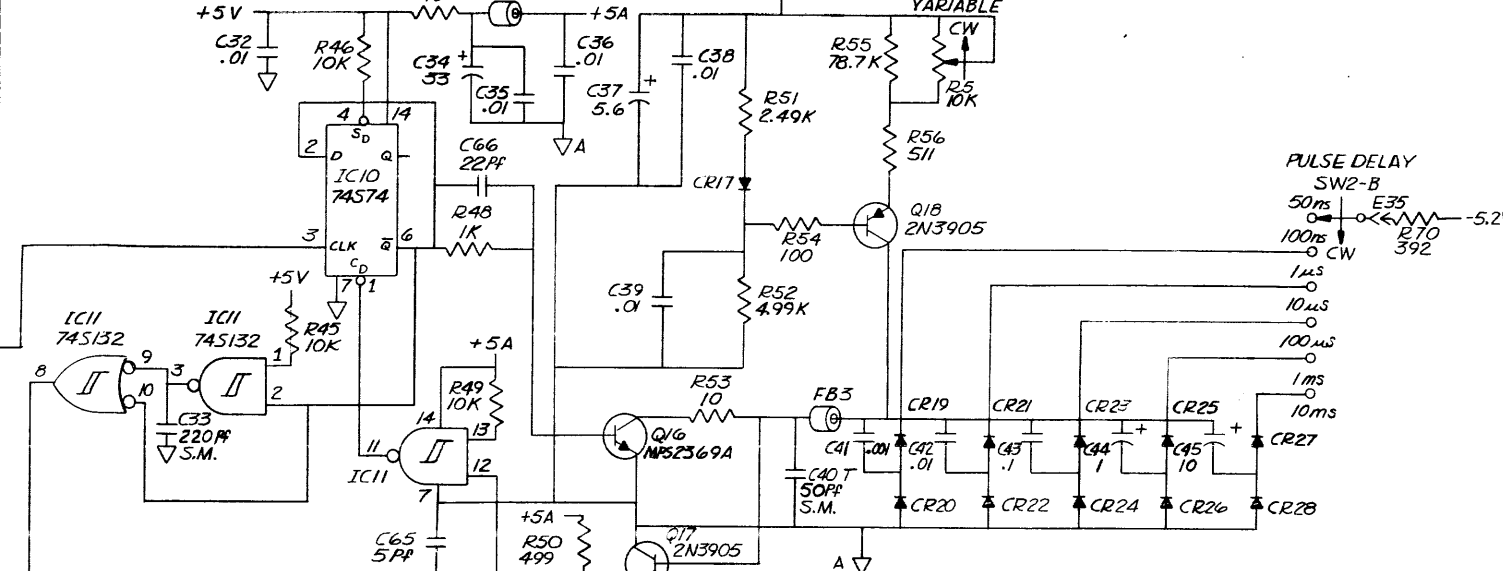 +5V
+5A
VARIABLE
CW
C32
.01
R46
10K
C34
+
33
C35
.01
C36
.01
C37
5.6
+
C38
.01
R55
78.7K
R5
10K
R51
2.49K
R56
511
A
4
14
SD
2
D
Q
IC10
74S74
C66
22Pf
CR17
PULSE DELAY
SW2-B
50ns
E35
-5.2
R70
392
CW
100ns
1µs
10µs
100µs
1ms
10ms
Q18
2N3905
R54
100
R48
1K
3
CLK
Q
6
CD
7
1
+5V
C39
.01
R52
4.99K
R45
10K
IC11
74S132
IC11
74S132
8
9
10
3
1
2
C33
220Pf
S.M.
+5A
R49
10K
14
13
11
12
7
IC11
R53
10
FB3
Q16
MPS2369A
CR19
CR21
CR23
CR25
CR27
C41
.001
C42
.01
C43
.1
C44
1
+
C45
10
+
C40T
50Pf
S.M.
CR20
CR22
CR24
CR26
CR28
C65
5Pf
+5A
R50
499
Q17
2N3905
A